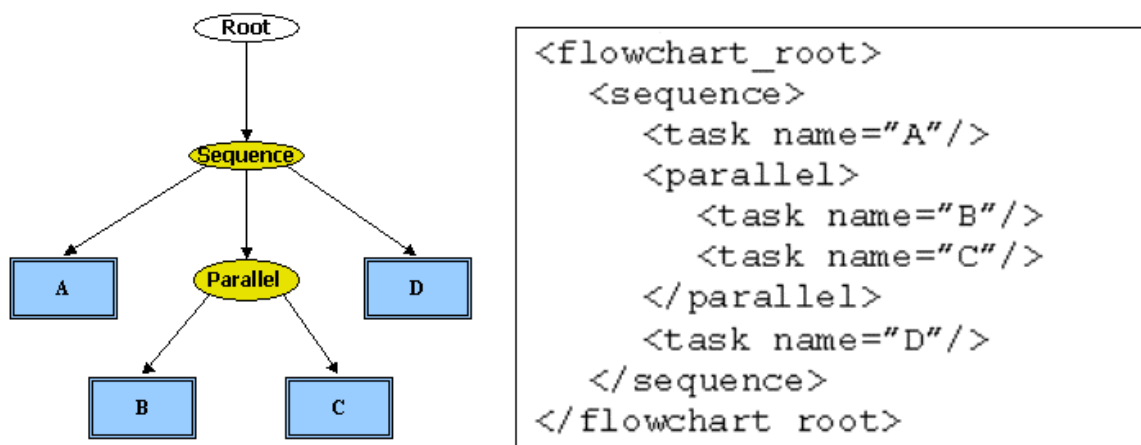 Root
Sequence
A
Parallel
D
B
C
<flowchart_root>
<sequence>
<task name="A"/>
<parallel>
<task name="B"/>
<task name="C"/>
</parallel>
<task name="D"/>
</sequence>
</flowchart root>